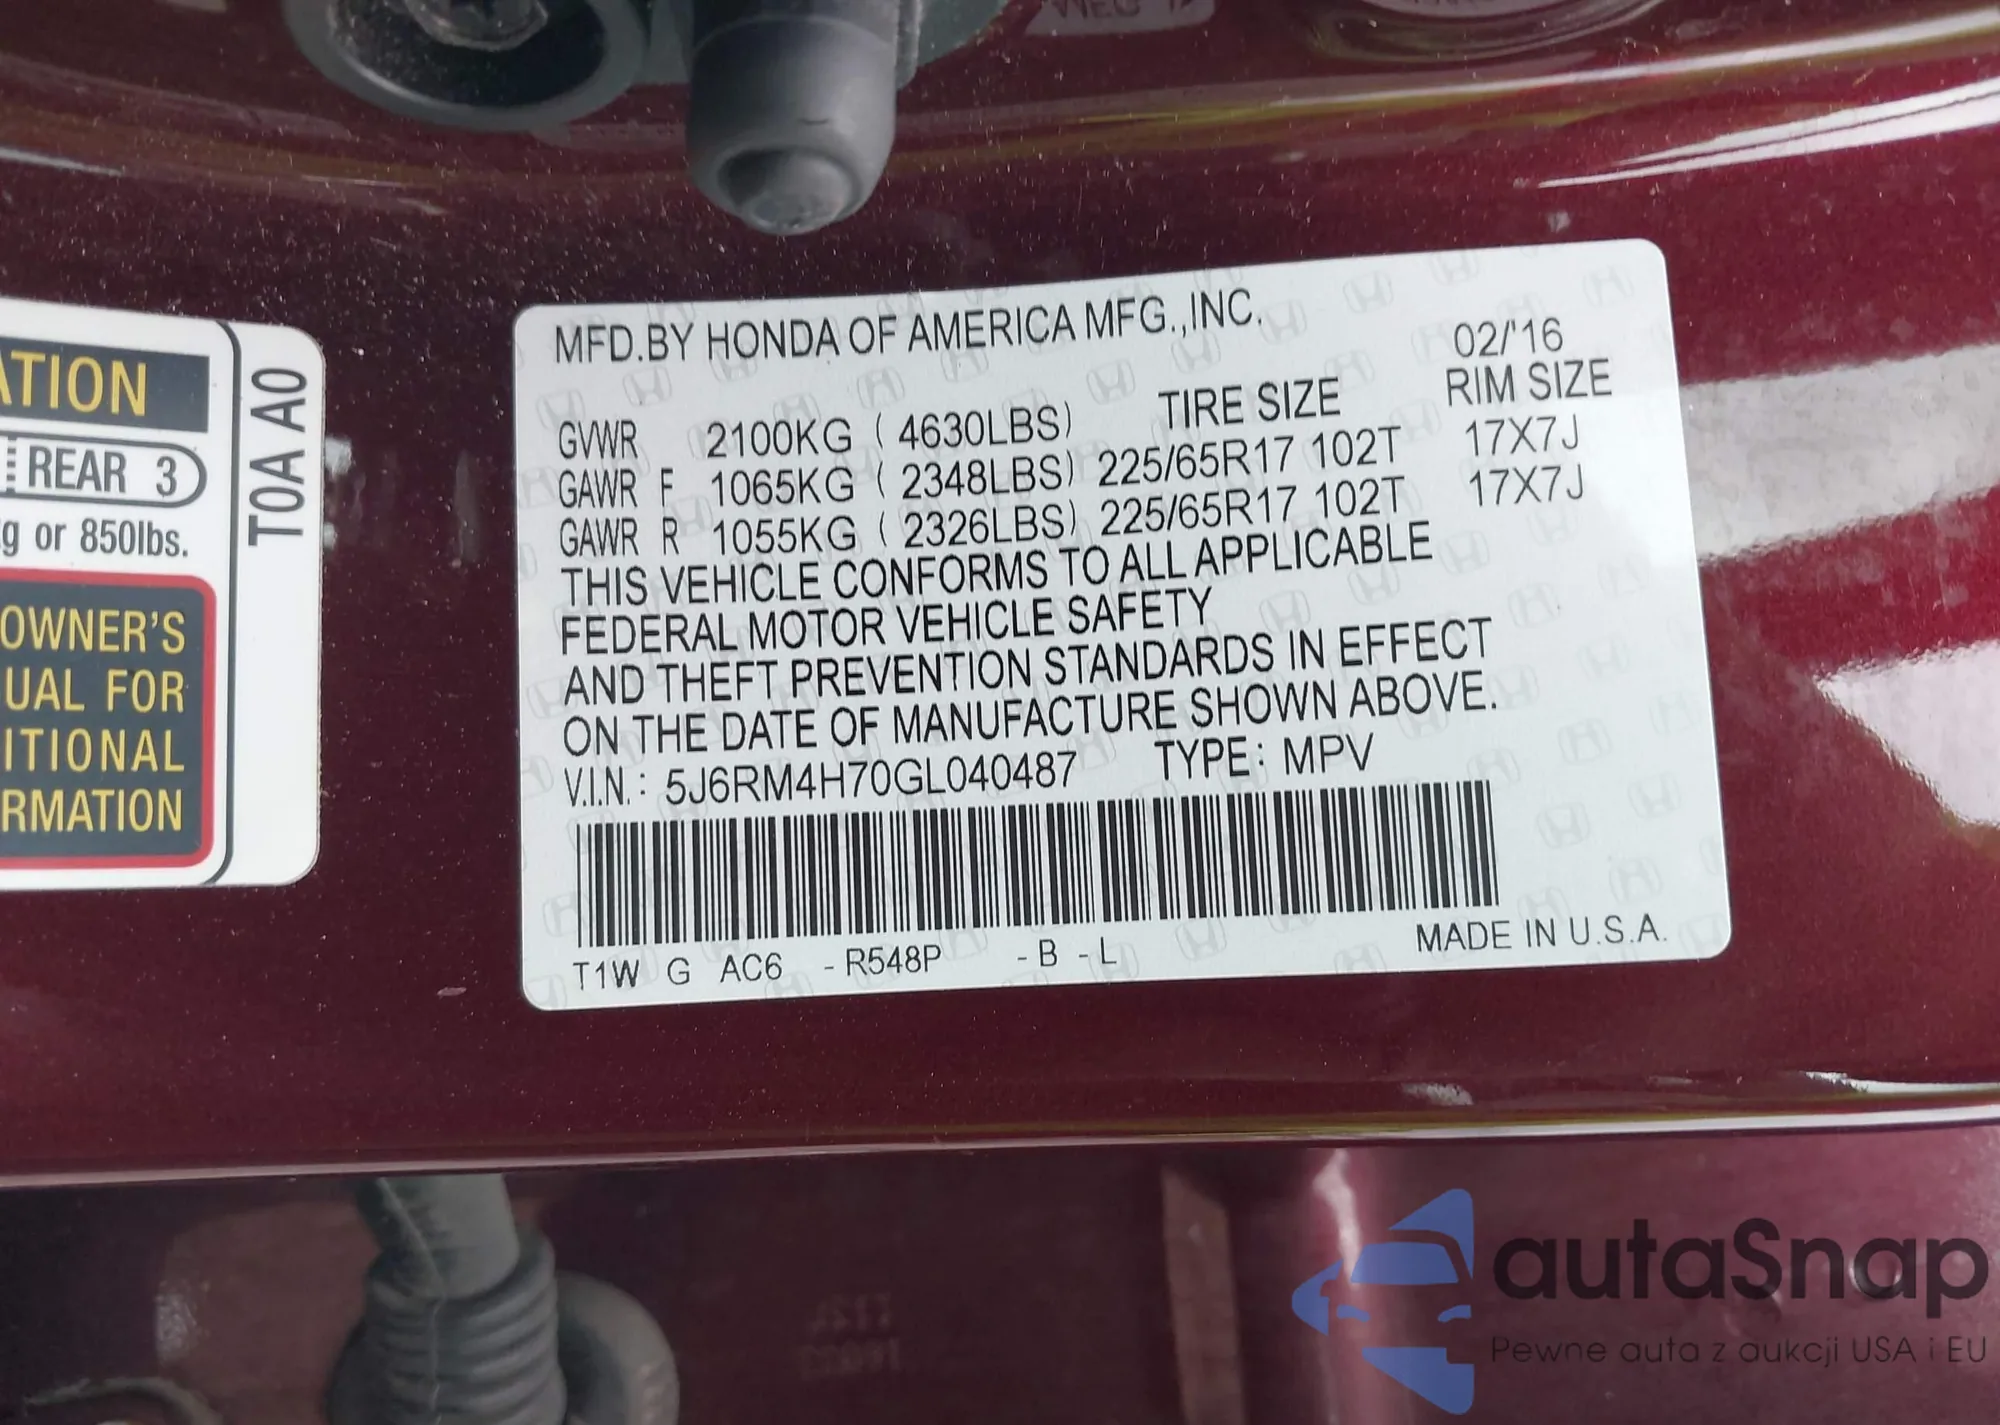 MFD.BY HONDA OF AMERICA MFG.,INC.
02/'16
TIRE SIZE RIM SIZE
GVWR 2100KG ( 4630LBS)
GAWR F 1065KG ( 2348LBS) 225/65R17 102T 17X7J
GAWR R 1055KG ( 2326LBS) 225/65R17 102T 17X7J
THIS VEHICLE CONFORMS TO ALL APPLICABLE
FEDERAL MOTOR VEHICLE SAFETY
AND THEFT PREVENTION STANDARDS IN EFFECT
ON THE DATE OF MANUFACTURE SHOWN ABOVE.
V.I.N.: 5J6RM4H70GL040487 TYPE: MPV
T1W G AC6 -R548P -B -L
MADE IN U.S.A.
ATION
REAR 3
g or 850lbs.
OWNER'S
UAL FOR
ITIONAL
RMATION
T0A A0
autaSnap
Pewne auta z aukcji USA i EU